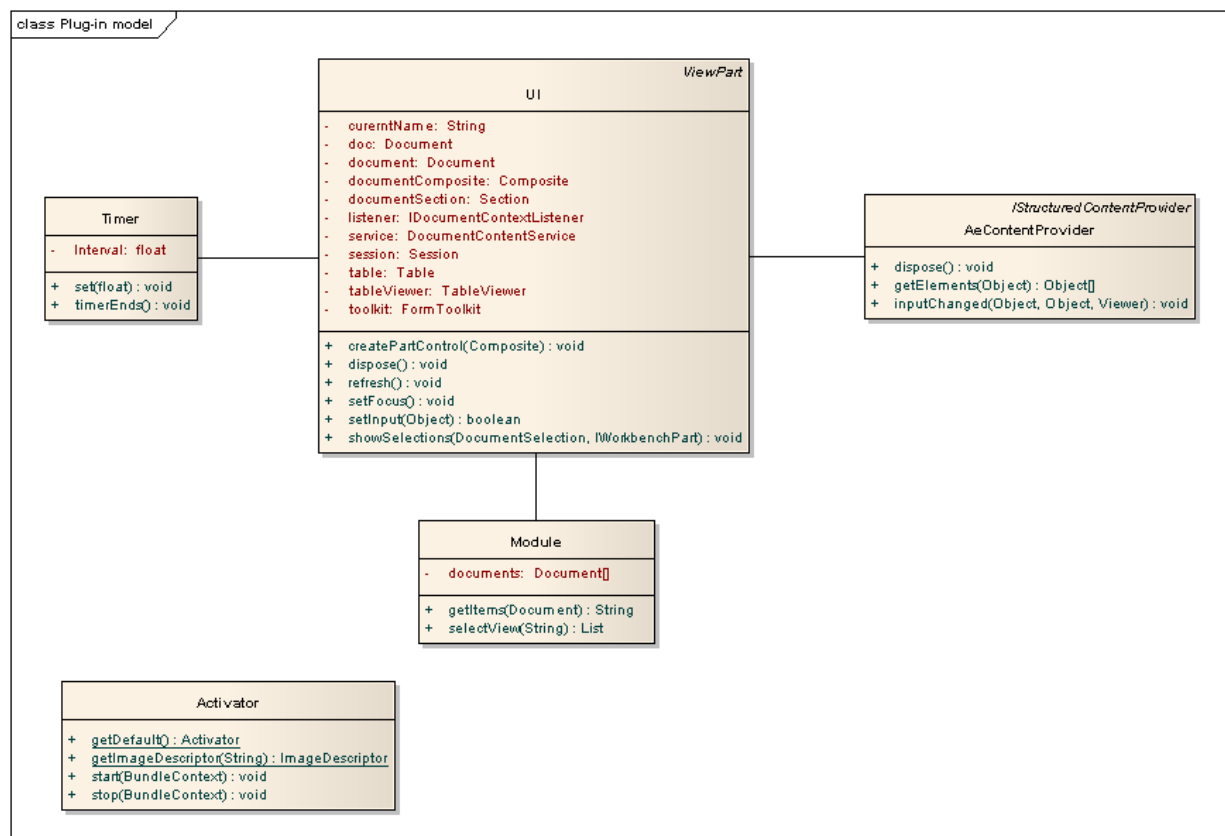 class Plug-in model
ViewPart
UI
- curerntName: String
- doc: Document
- document: Document
- documentComposite: Composite
- documentSection: Section
- listener: IDocumentContextListener
- service: DocumentContentService
- session: Session
- table: Table
- tableViewer: TableViewer
- toolkit: FormToolkit
+ createPartControl(Composite) : void
+ dispose() : void
+ refresh() : void
+ setFocus() : void
+ setInput(Object) : boolean
+ showSelections(DocumentSelection, IWorkbenchPart) : void
Timer
- Interval: float
+ set(float) : void
+ timerEnds() : void
IStructuredContentProvider
AeContentProvider
+ dispose() : void
+ getElements(Object) : Object[]
+ inputChanged(Object, Object, Viewer) : void
Module
- documents: Document[]
+ getItems(Document) : String
+ selectView(String) : List
Activator
+ getDefault() : Activator
+ getImageDescriptor(String) : ImageDescriptor
+ start(BundleContext) : void
+ stop(BundleContext) : void